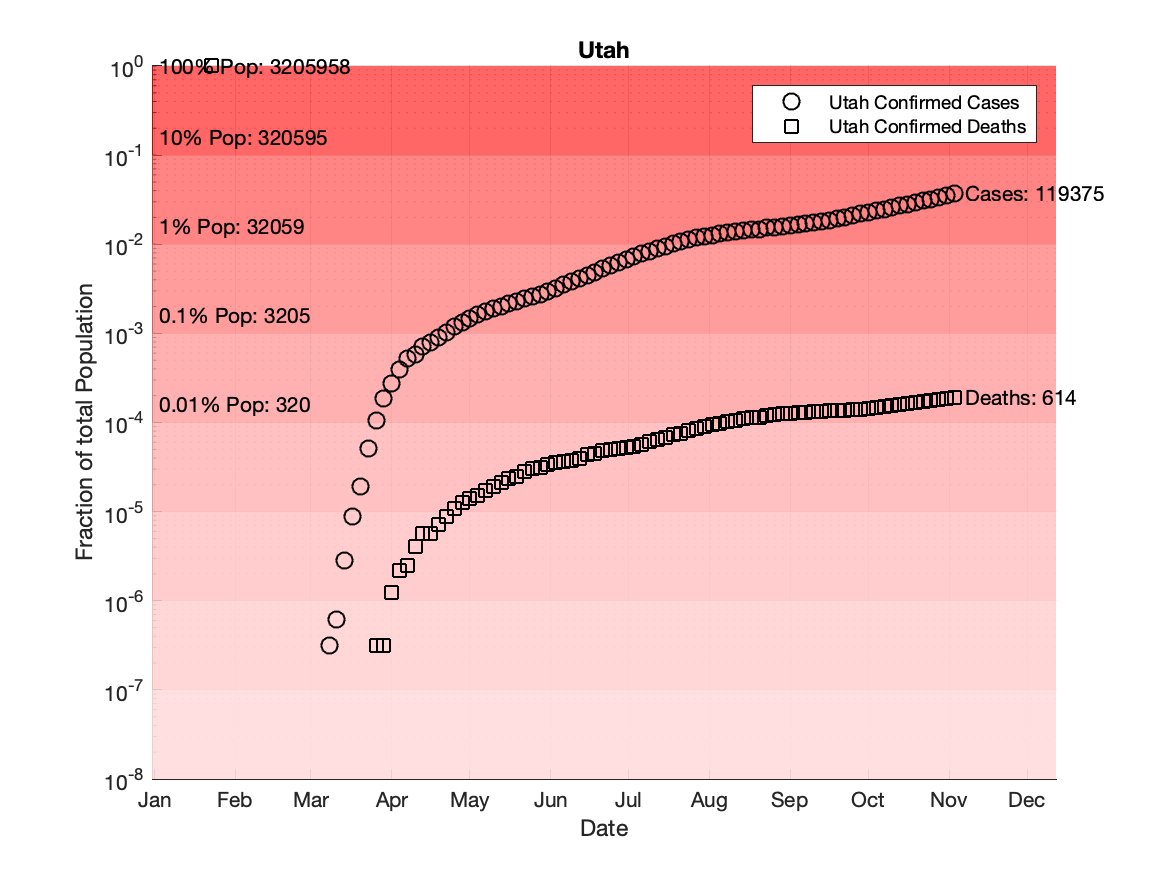 Utah
10^0
100% Pop: 3205958
Utah Confirmed Cases
Utah Confirmed Deaths
10% Pop: 320595
10^-1
Cases: 119375
1% Pop: 32059
10^-2
0.1% Pop: 3205
10^-3
Deaths: 614
0.01% Pop: 320
10^-4
10^-5
10^-6
10^-7
10^-8
Fraction of total Population
Jan Feb Mar Apr May Jun Jul Aug Sep Oct Nov Dec
Date